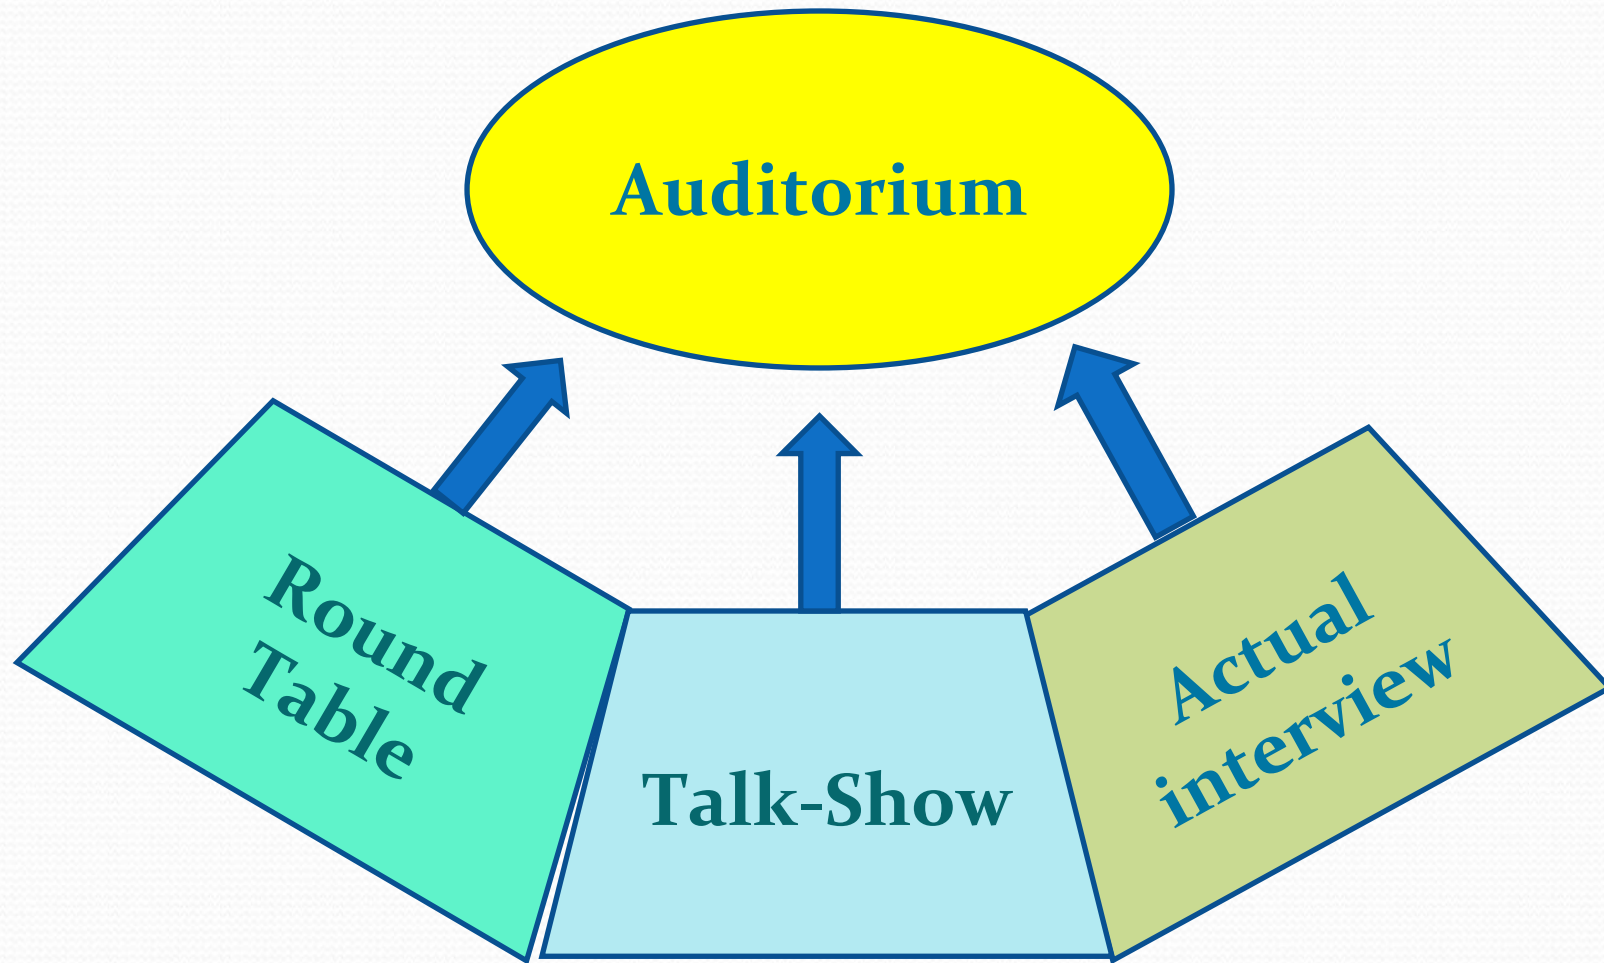 Auditorium
Round
Table
Talk-Show
Actual
interview